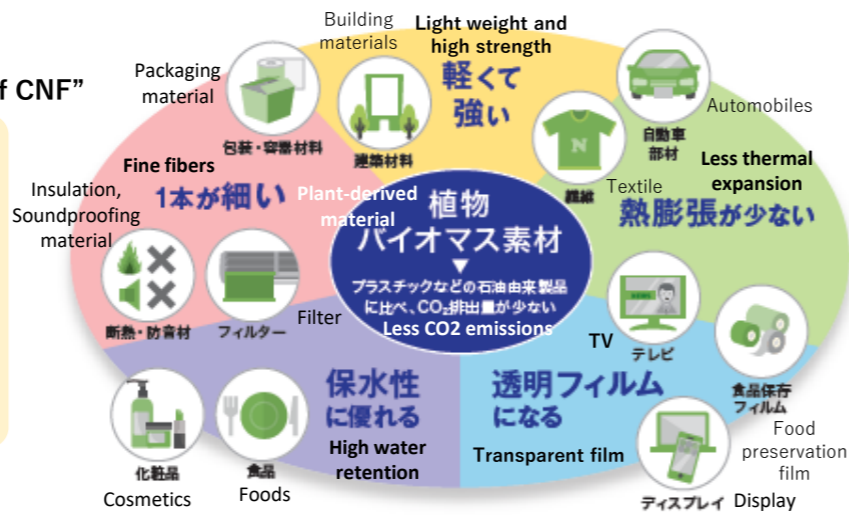 f CNF”
Building
materials
Light weight and
high strength
軽くて
強い
Packaging
material
包装・容器材料
建築材料
自動車
部材
Automobiles
N
繊維
Textile
Less thermal
expansion
熱膨張が少ない
Fine fibers
1本が細い
Insulation,
Soundproofing
material
断熱・防音材
フィルター
Filter
Plant-derived
material
植物
バイオマス素材
プラスチックなどの石油由来製品
に比べ、CO₂排出量が少ない
Less CO2 emissions
TV
テレビ
食品保存
フィルム
Food
preservation
film
保水性
に優れる
High water
retention
透明フィルム
になる
Transparent film
化粧品
Cosmetics
食品
Foods
ディスプレイ
Display